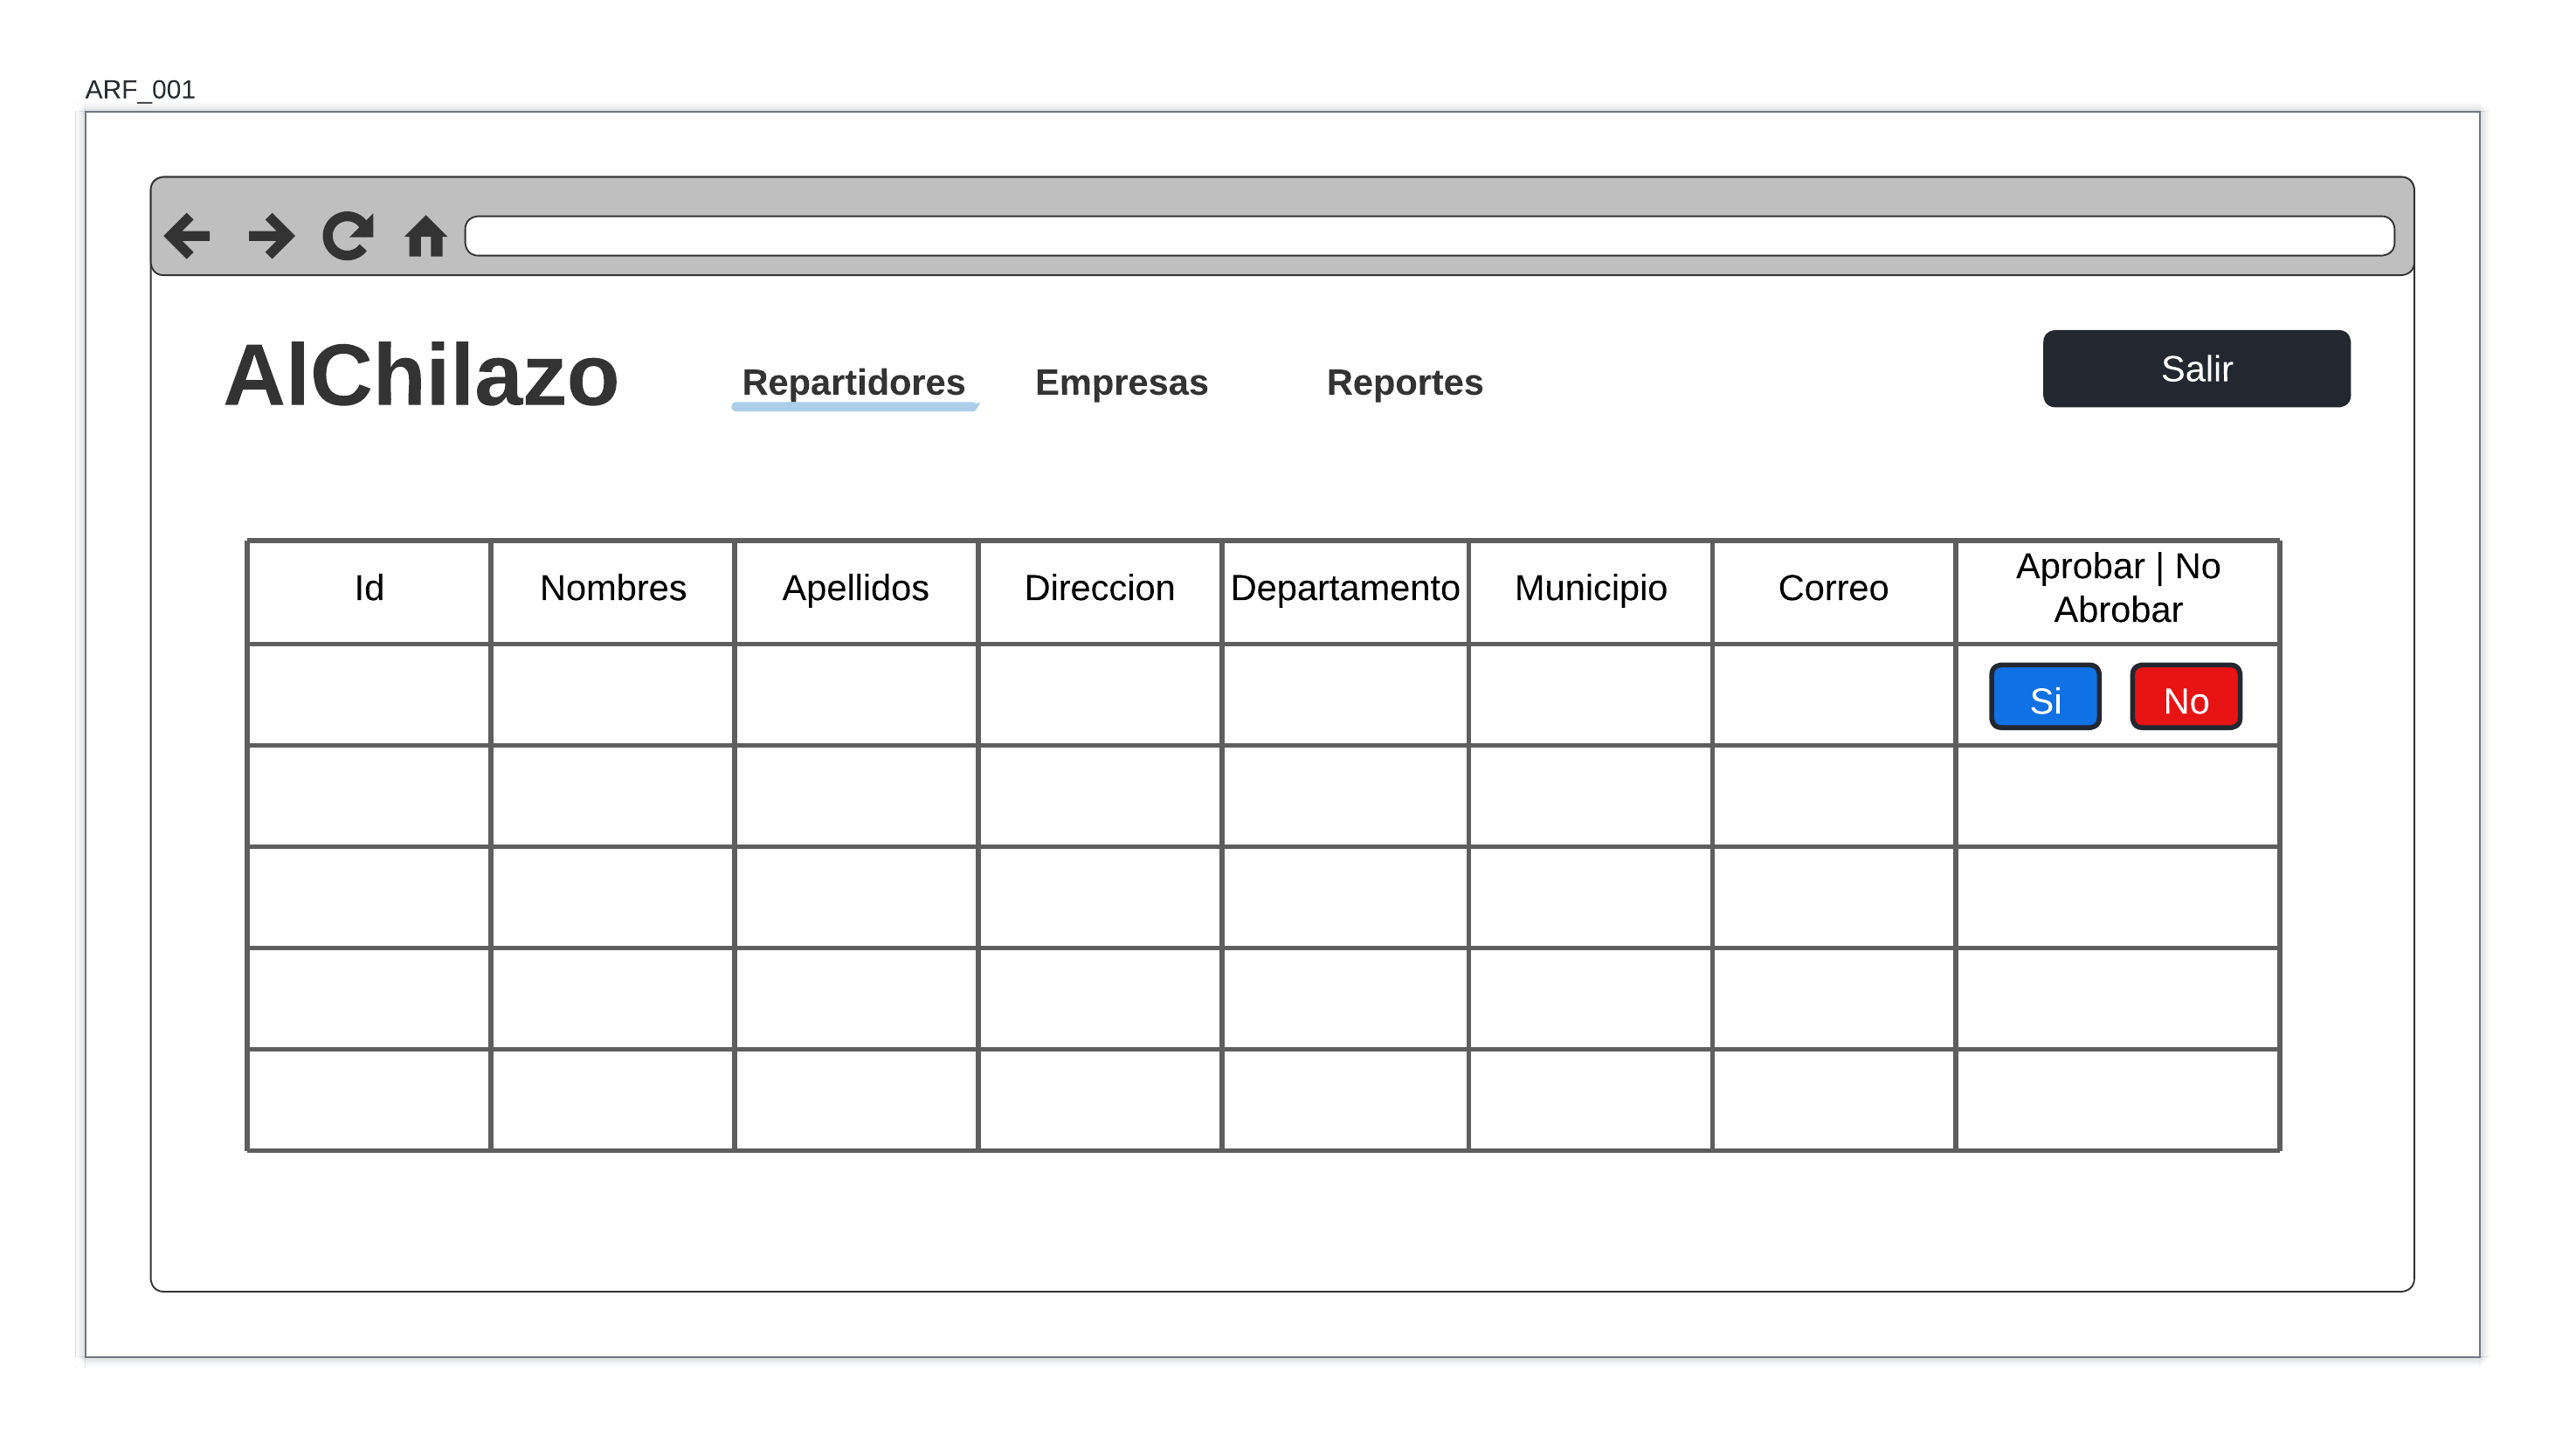 ARF_001
AlChilazo
Repartidores
Empresas
Reportes
Salir
Id
Nombres
Apellidos
Direccion
Departamento
Municipio
Correo
Aprobar | No
Abrobar
Si
No